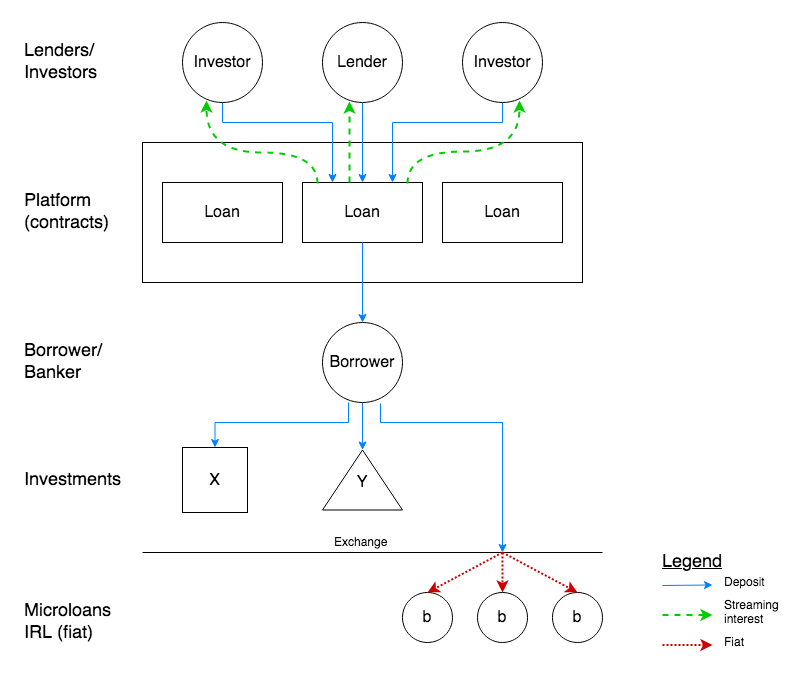 Lenders/
Investors
Investor
Lender
Investor
Platform
(contracts)
Loan
Loan
Loan
Borrower/
Banker
Borrower
Investments
X
Y
Exchange
Microloans
IRL (fiat)
b
b
b
Legend
Deposit
Streaming
interest
Fiat